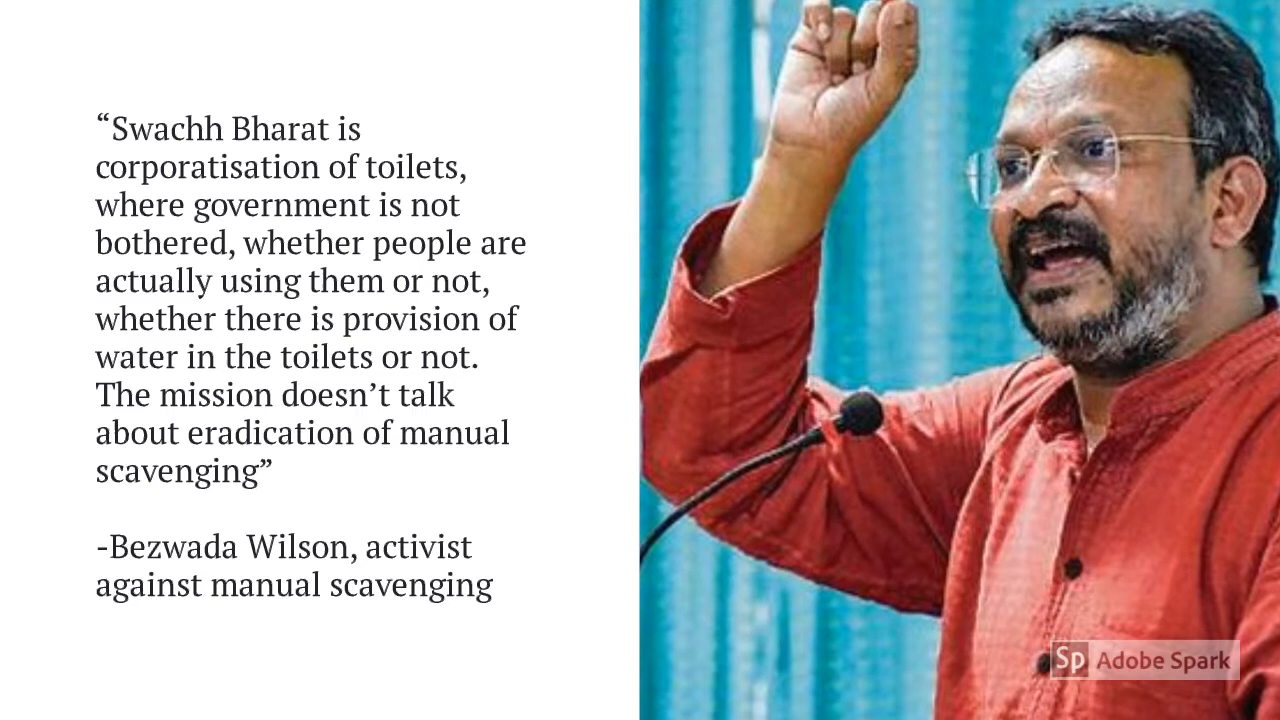 “Swachh Bharat is
corporatisation of toilets,
where government is not
bothered, whether people are
actually using them or not,
whether there is provision of
water in the toilets or not.
The mission doesn’t talk
about eradication of manual
scavenging”
-Bezwada Wilson, activist
against manual scavenging
Sp Adobe Spark